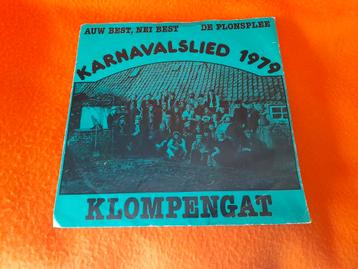 AUW BEST, NEI BEST DE PLONSPLEE
KARNAVALSLIED 1979
KLOMPENGAT